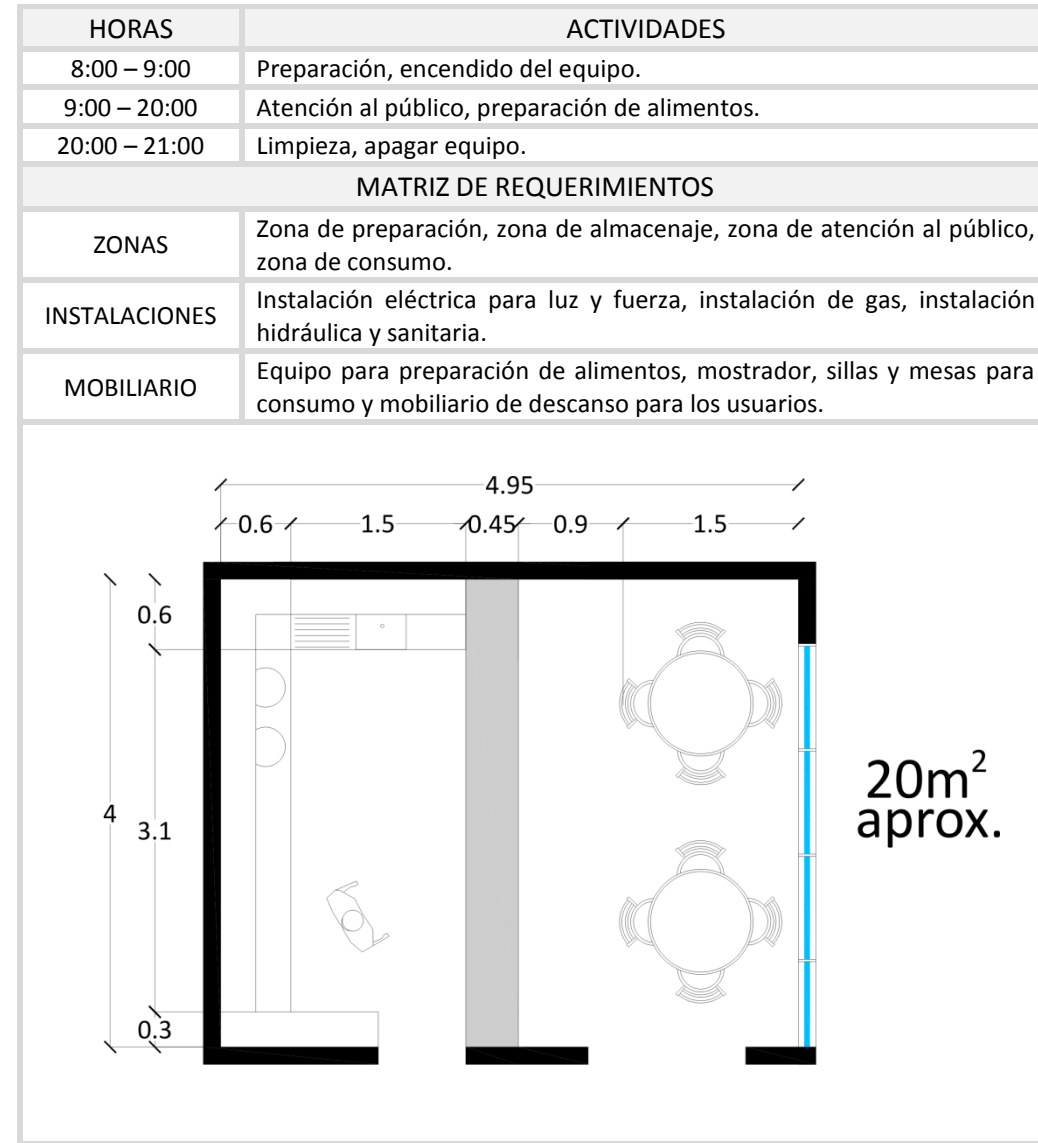 HORAS ACTIVIDADES
8:00 – 9:00 Preparación, encendido del equipo.
9:00 – 20:00 Atención al público, preparación de alimentos.
20:00 – 21:00 Limpieza, apagar equipo.
MATRIZ DE REQUERIMIENTOS
ZONAS Zona de preparación, zona de almacenaje, zona de atención al público,
zona de consumo.
INSTALACIONES Instalación eléctrica para luz y fuerza, instalación de gas, instalación
hidráulica y sanitaria.
MOBILIARIO Equipo para preparación de alimentos, mostrador, sillas y mesas para
consumo y mobiliario de descanso para los usuarios.
4.95
0.6 1.5 0.45 0.9 1.5
0.6
4
3.1
0.3
20m²
aprox.